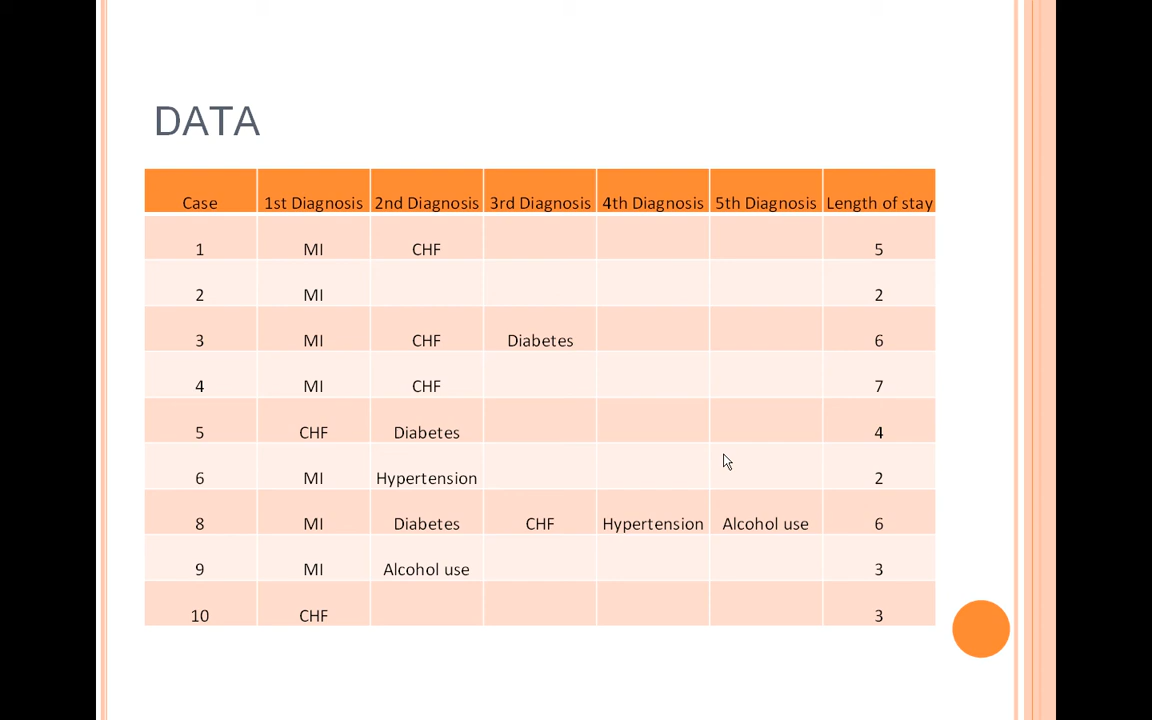 DATA
Case 1st Diagnosis 2nd Diagnosis 3rd Diagnosis 4th Diagnosis 5th Diagnosis Length of stay
1 MI CHF 5
2 MI 2
3 MI CHF Diabetes 6
4 MI CHF 7
5 CHF Diabetes 4
6 MI Hypertension 2
8 MI Diabetes CHF Hypertension Alcohol use 6
9 MI Alcohol use 3
10 CHF 3